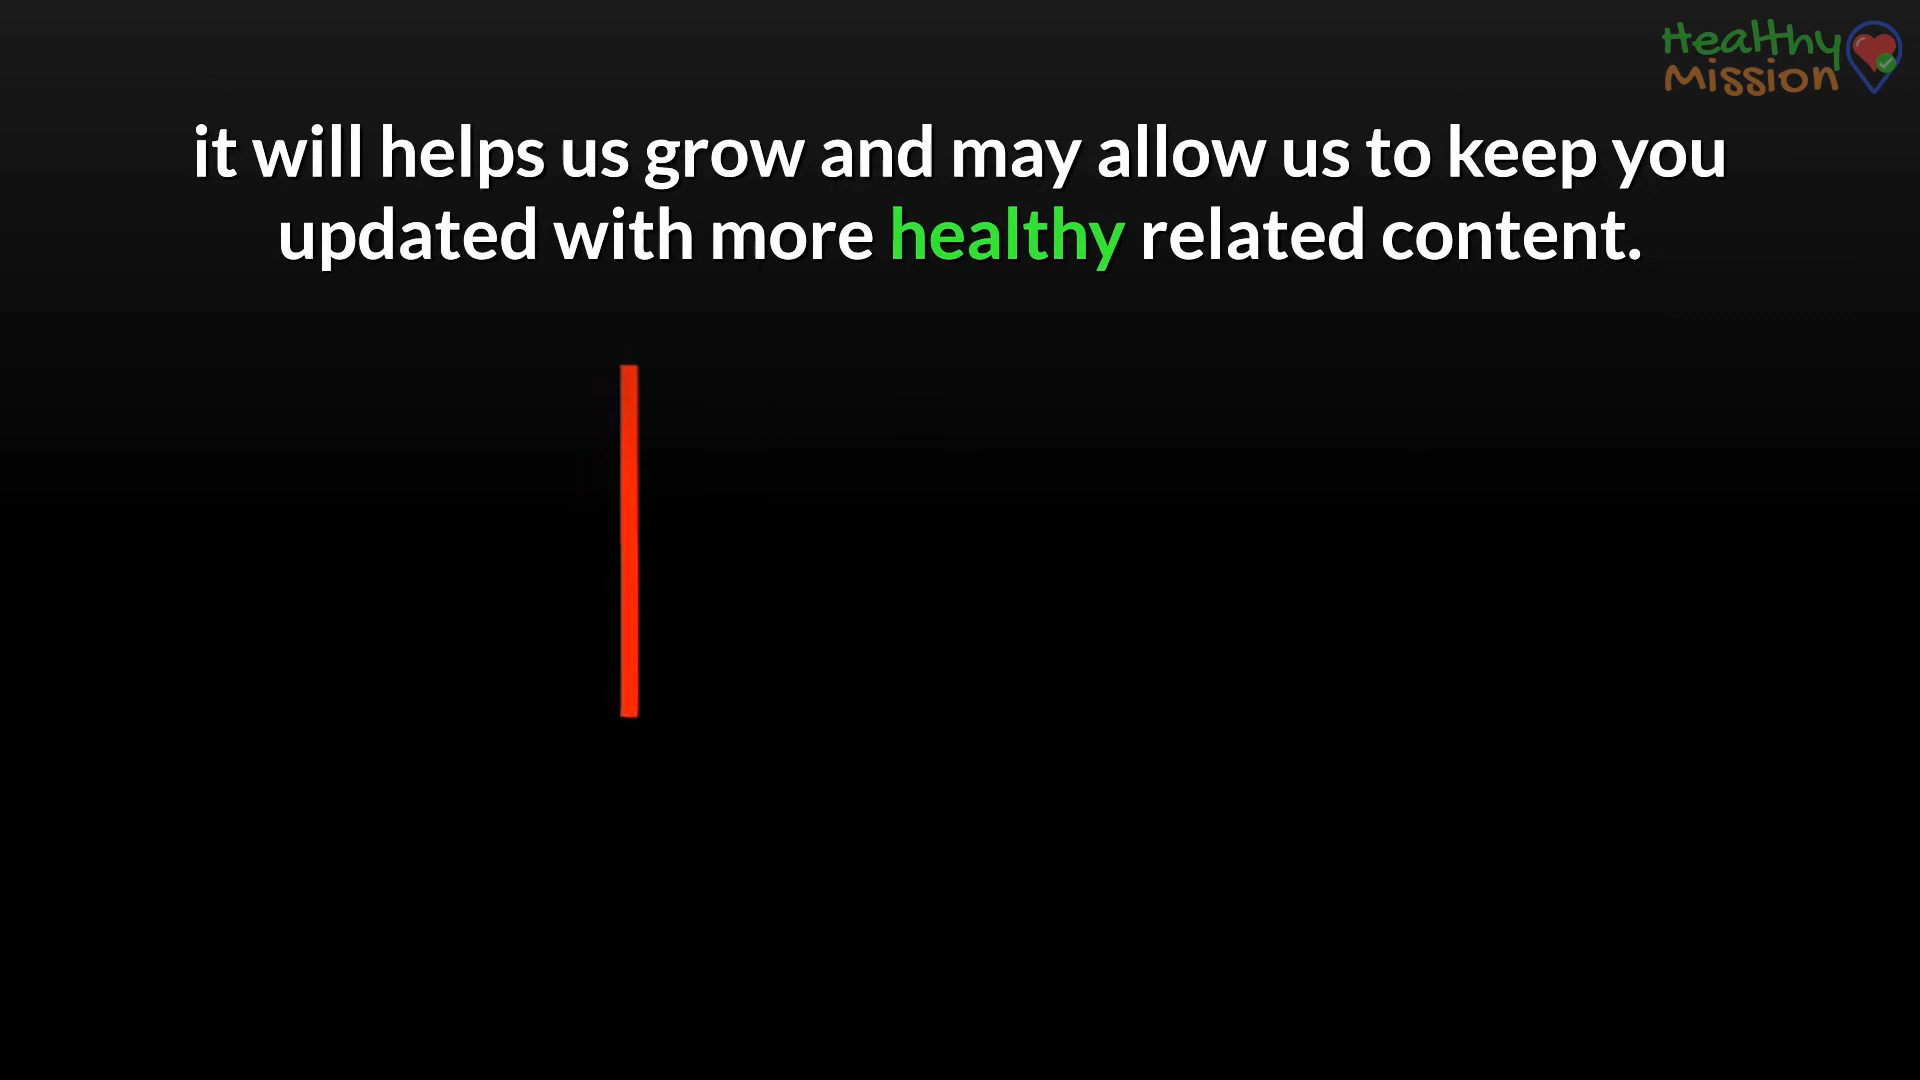 Healthy
Mission
it will helps us grow and may allow us to keep you
updated with more healthy related content.